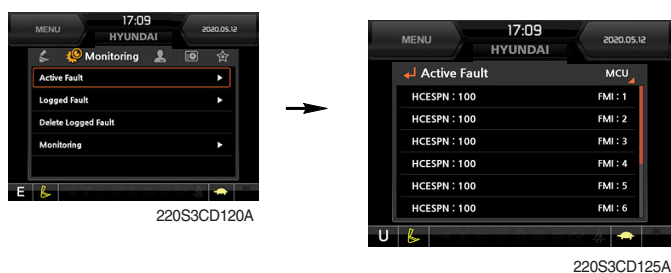 MENU 17:09 2020.05.12
HYUNDAI
Monitoring
Active Fault
Logged Fault
Delete Logged Fault
Monitoring
E
220S3CD120A
MENU 17:09 2020.05.12
HYUNDAI
Active Fault MCU
HCESPN : 100 FMI : 1
HCESPN : 100 FMI : 2
HCESPN : 100 FMI : 3
HCESPN : 100 FMI : 4
HCESPN : 100 FMI : 5
HCESPN : 100 FMI : 6
U
220S3CD125A